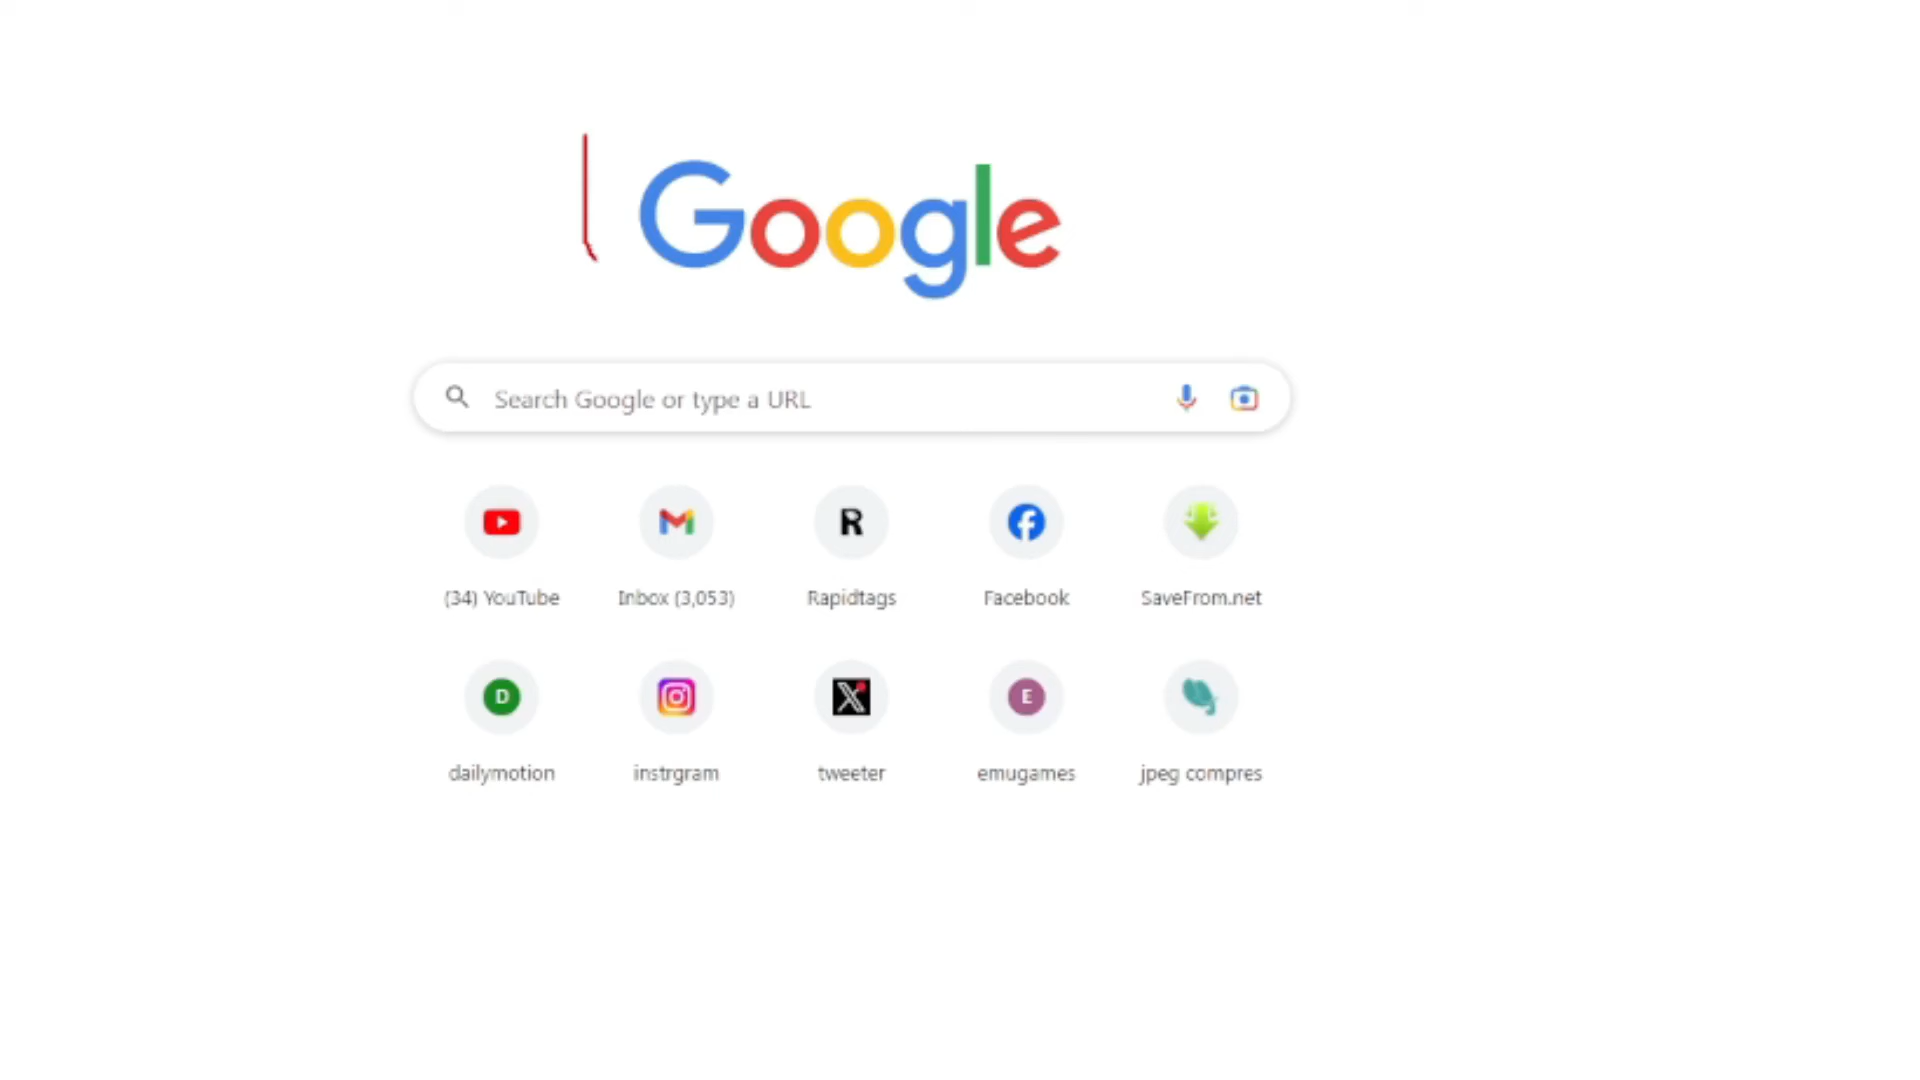 Google
Search Google or type a URL
(34) YouTube
Inbox (3,053)
R
Rapidtags
Facebook
SaveFrom.net
D
dailymotion
instrgram
tweeter
E
emugames
jpeg compres